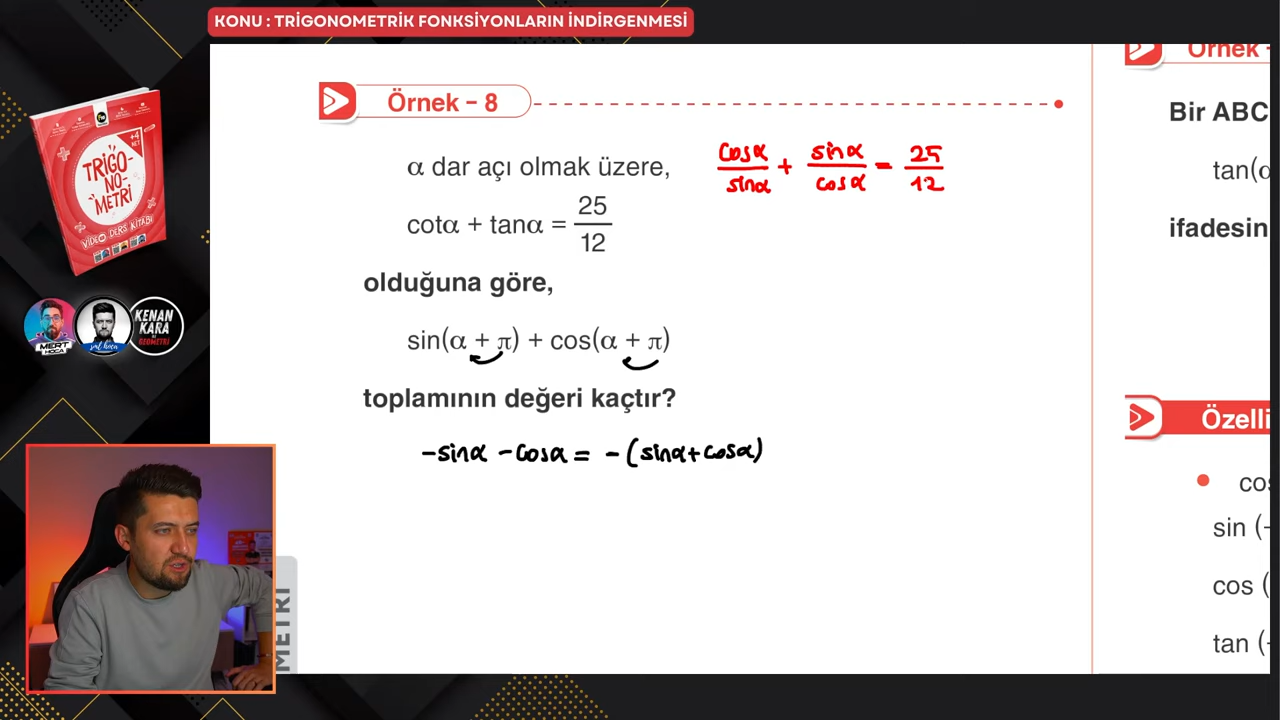 KONU : TRİGONOMETRİK FONKSİYONLARIN İNDİRGENMESİ
+4 NET
TRİGO-
NO-
METRİ
VİDEO DERS KİTABI
MERT HOCA
KENAN KARA
GEOMETRİ
Örnek – 8
α dar açı olmak üzere,
cotα + tanα = 25/12
cosα/sinα + sinα/cosα = 25/12
olduğuna göre,
sin(α + π) + cos(α + π)
toplamının değeri kaçtır?
-sinα - cosα = -(sinα + cosα)
METRİ
Örnek -
Bir ABC
tan(α
ifadesin
Özelli
cos
sin (-
cos (
tan (-